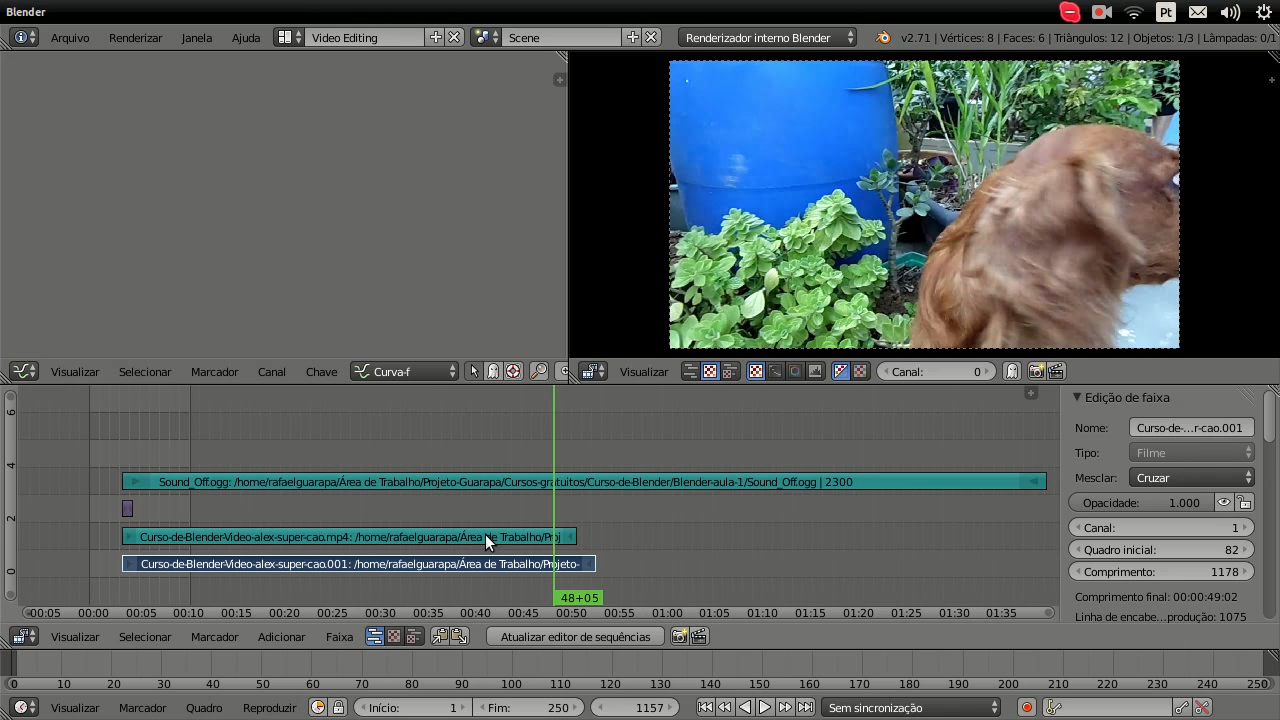 Blender
Pt
Arquivo Renderizar Janela Ajuda Video Editing Scene Renderizador interno Blender v2.71 | Vértices: 8 | Faces: 6 | Triângulos: 12 | Objetos: 1/3 | Lâmpadas: 0/1
Visualizar Selecionar Marcador Canal Chave Curva-f
Visualizar Canal: 0
Edição de faixa
Nome: Curso-de-...r-cao.001
Tipo: Filme
Mesclar: Cruzar
Opacidade: 1.000
Canal: 1
Quadro inicial: 82
Comprimento: 1178
Comprimento final: 00:00:49:02
Linha de encabe...produção: 1075
6
4
2
0
Sound_Off.ogg: /home/rafaelguarapa/Área de Trabalho/Projeto-Guarapa/Cursos-gratuitos/Curso-de-Blender/Blender-aula-1/Sound_Off.ogg | 2300
Curso-de-Blender-Video-alex-super-cao.mp4: /home/rafaelguarapa/Área de Trabalho/Proj
Curso-de-Blender-Video-alex-super-cao.001: /home/rafaelguarapa/Área de Trabalho/Projeto-
48+05
-00:05 00:00 00:05 00:10 00:15 00:20 00:25 00:30 00:35 00:40 00:45 00:50 00:55 01:00 01:05 01:10 01:15 01:20 01:25 01:30 01:35
Visualizar Selecionar Marcador Adicionar Faixa Atualizar editor de sequências
0 10 20 30 40 50 60 70 80 90 100 110 120 130 140 150 160 170 180 190 200 210 220 230 240 250
Visualizar Marcador Quadro Reproduzir Início: 1 Fim: 250 1157 Sem sincronização